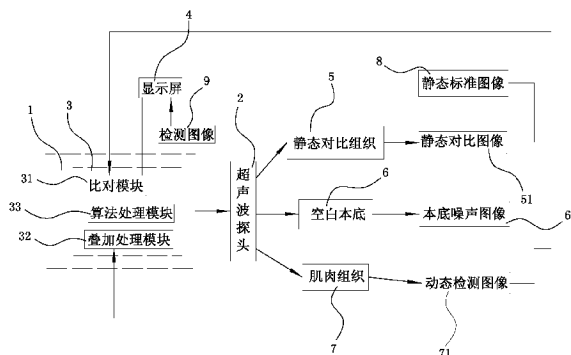 4
显示屏
9
检测图像
1
3
31
比对模块
33
算法处理模块
32
叠加处理模块
2
超声波探头
5
静态对比组织
6
空白本底
肌肉组织
7
8
静态标准图像
静态对比图像
51
本底噪声图像
6
动态检测图像
71